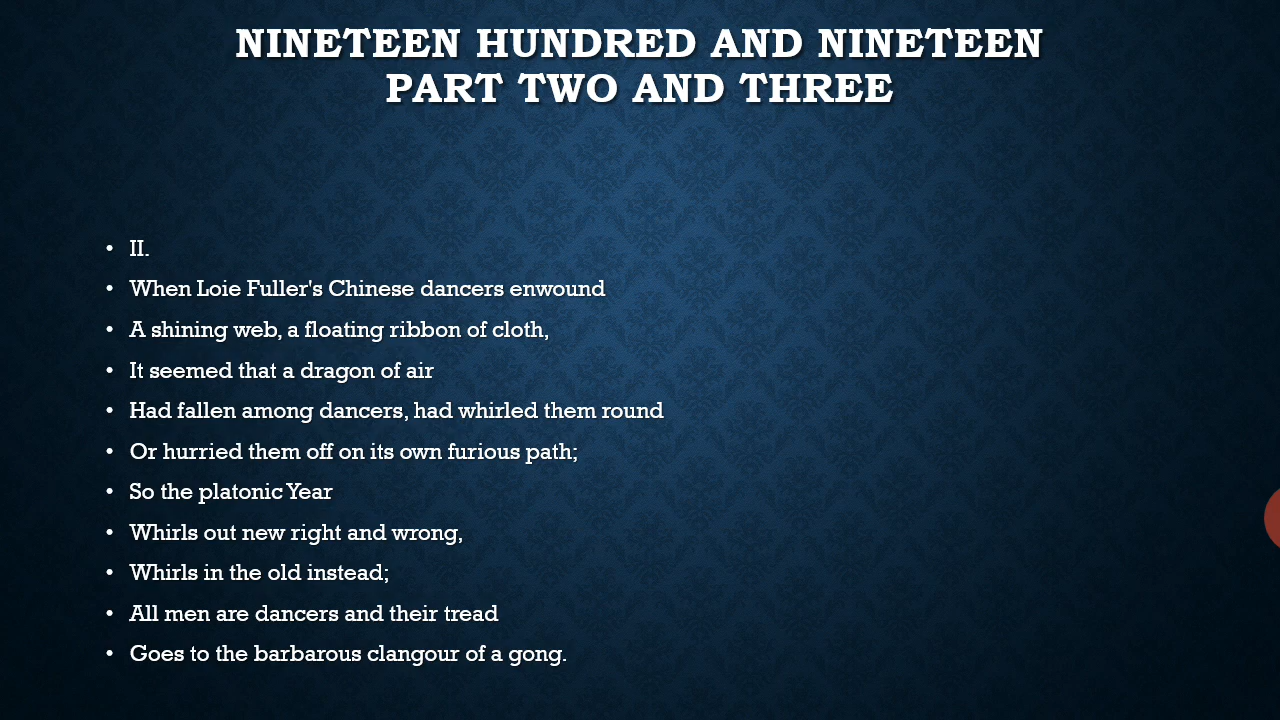 NINETEEN HUNDRED AND NINETEEN
PART TWO AND THREE
• II.
• When Loie Fuller's Chinese dancers enwound
• A shining web, a floating ribbon of cloth,
• It seemed that a dragon of air
• Had fallen among dancers, had whirled them round
• Or hurried them off on its own furious path;
• So the platonic Year
• Whirls out new right and wrong,
• Whirls in the old instead;
• All men are dancers and their tread
• Goes to the barbarous clangour of a gong.